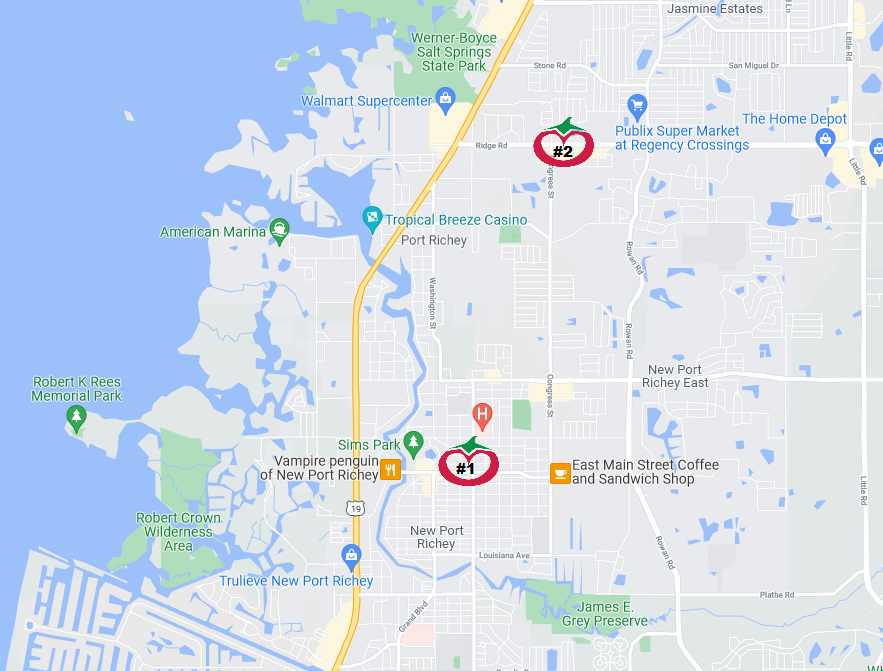 Jasmine Estates
Werner-Boyce
Salt Springs
State Park
Little Rd
Stone Rd
San Miguel Dr
Walmart Supercenter
The Home Depot
Publix Super Market
at Regency Crossings
Ridge Rd
#2
Little Rd
Congress St
American Marina
Tropical Breeze Casino
Port Richey
Rowan Rd
Washington St
Rowan Rd
Robert K Rees
Memorial Park
New Port
Richey East
Congress St
H
Sims Park
Vampire penguin
of New Port Richey
#1
East Main Street Coffee
and Sandwich Shop
Little Rd
19
Robert Crown
Wilderness
Area
New Port
Richey
Louisiana Ave
Rowan Rd
Trulieve New Port Richey
Plathe Rd
Grand Blvd
James E.
Grey Preserve